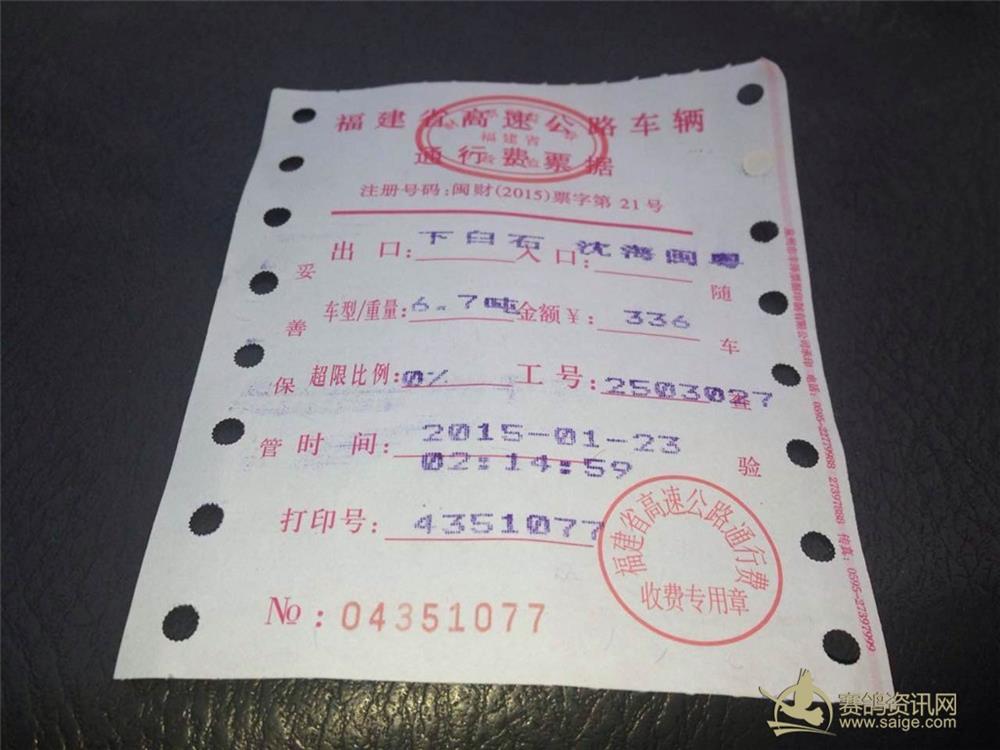 福建省高速公路车辆
福建省
通行费票据
注册号码:闽财(2015)票字第 21号
出口:下白石 入口:沈海闽粤
车型/重量:6.7吨 金额¥:336
超限比例:0% 工号:2503027
时间:2015-01-23
02:14:59
打印号:4351077
No:04351077
妥善保管
随车查验
福建省高速公路通行费
收费专用章
赛鸽资讯网
www.saige.com